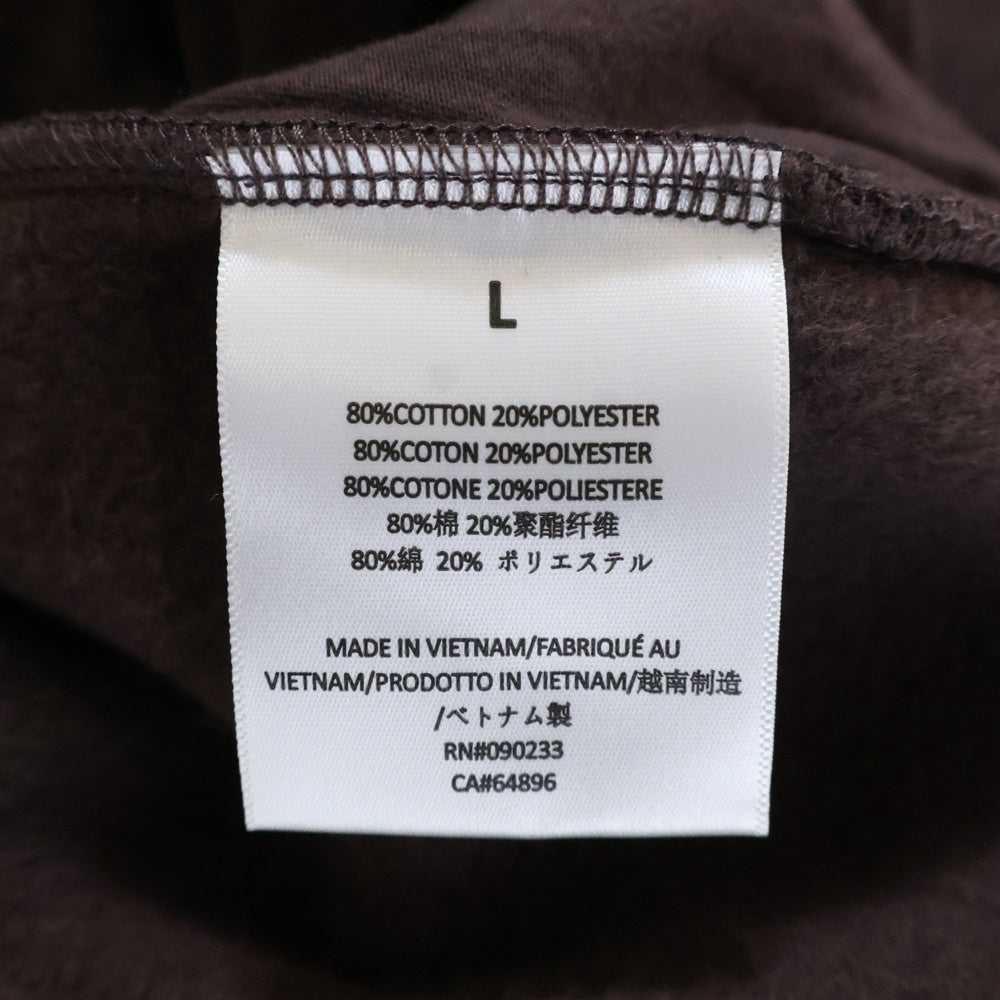 L
80%COTTON 20%POLYESTER
80%COTON 20%POLYESTER
80%COTONE 20%POLIESTERE
80%棉 20%聚酯纤维
80%綿 20% ポリエステル
MADE IN VIETNAM/FABRIQUÉ AU
VIETNAM/PRODOTTO IN VIETNAM/越南制造
/ベトナム製
RN#090233
CA#64896